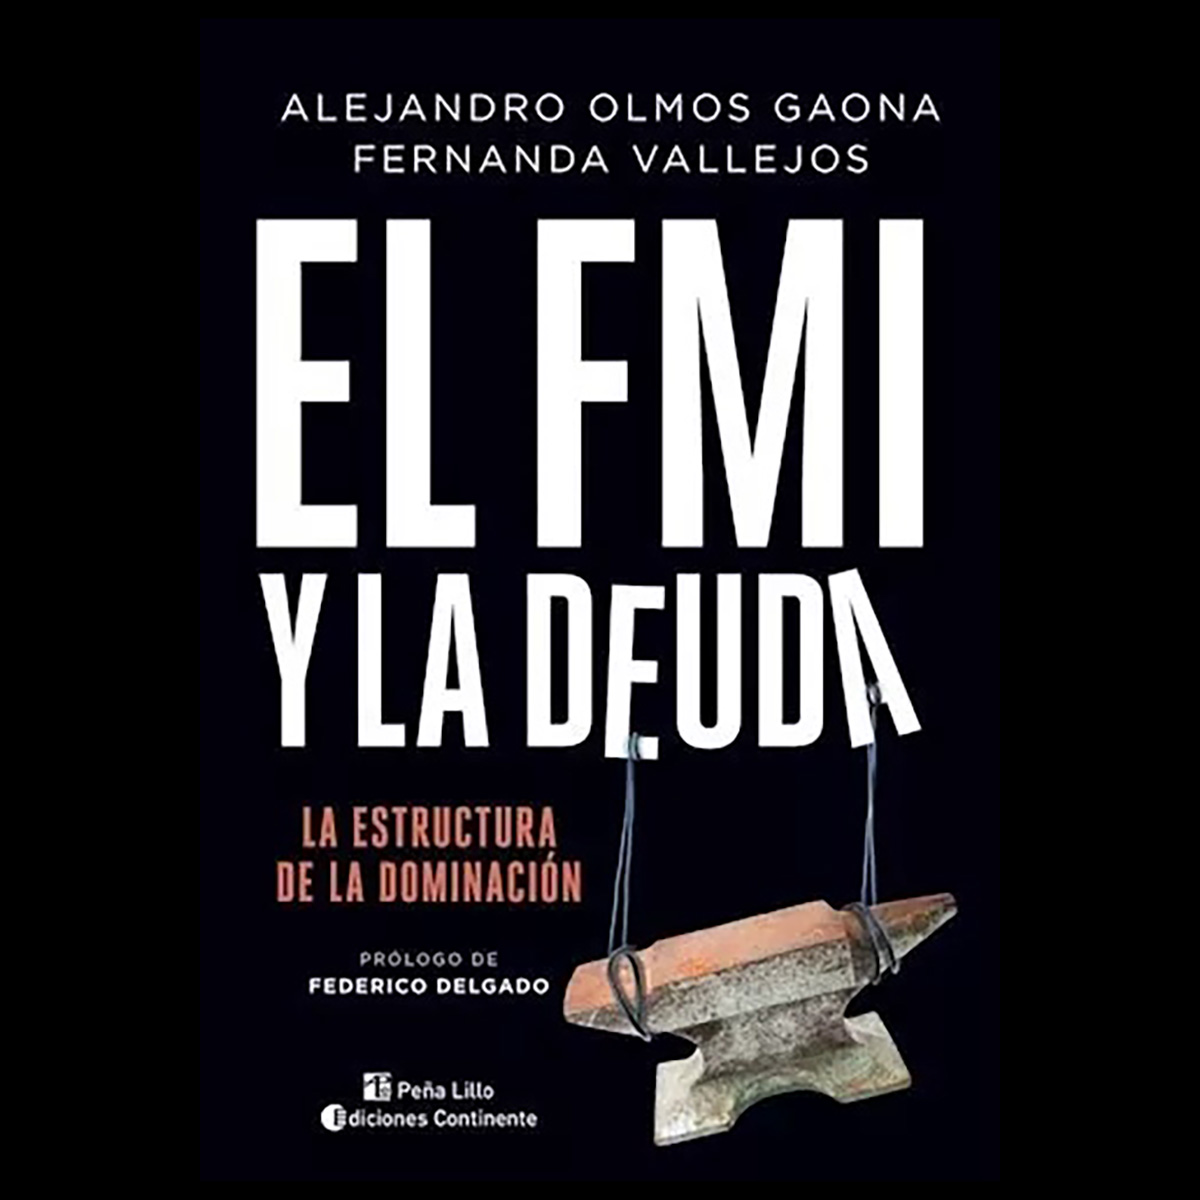 ALEJANDRO OLMOS GAONA
FERNANDA VALLEJOS
EL FMI
Y LA DEUDA
LA ESTRUCTURA
DE LA DOMINACIÓN
PRÓLOGO DE
FEDERICO DELGADO
Peña Lillo
Ediciones Continente